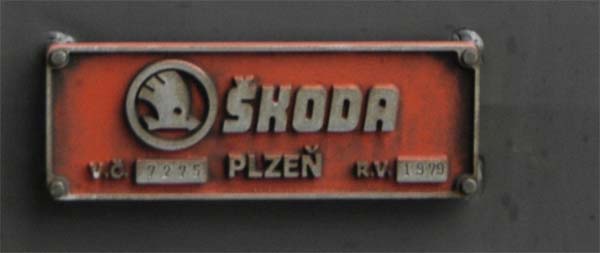 ŠKODA
V.Č. 7275 PLZEŇ R.V. 1979